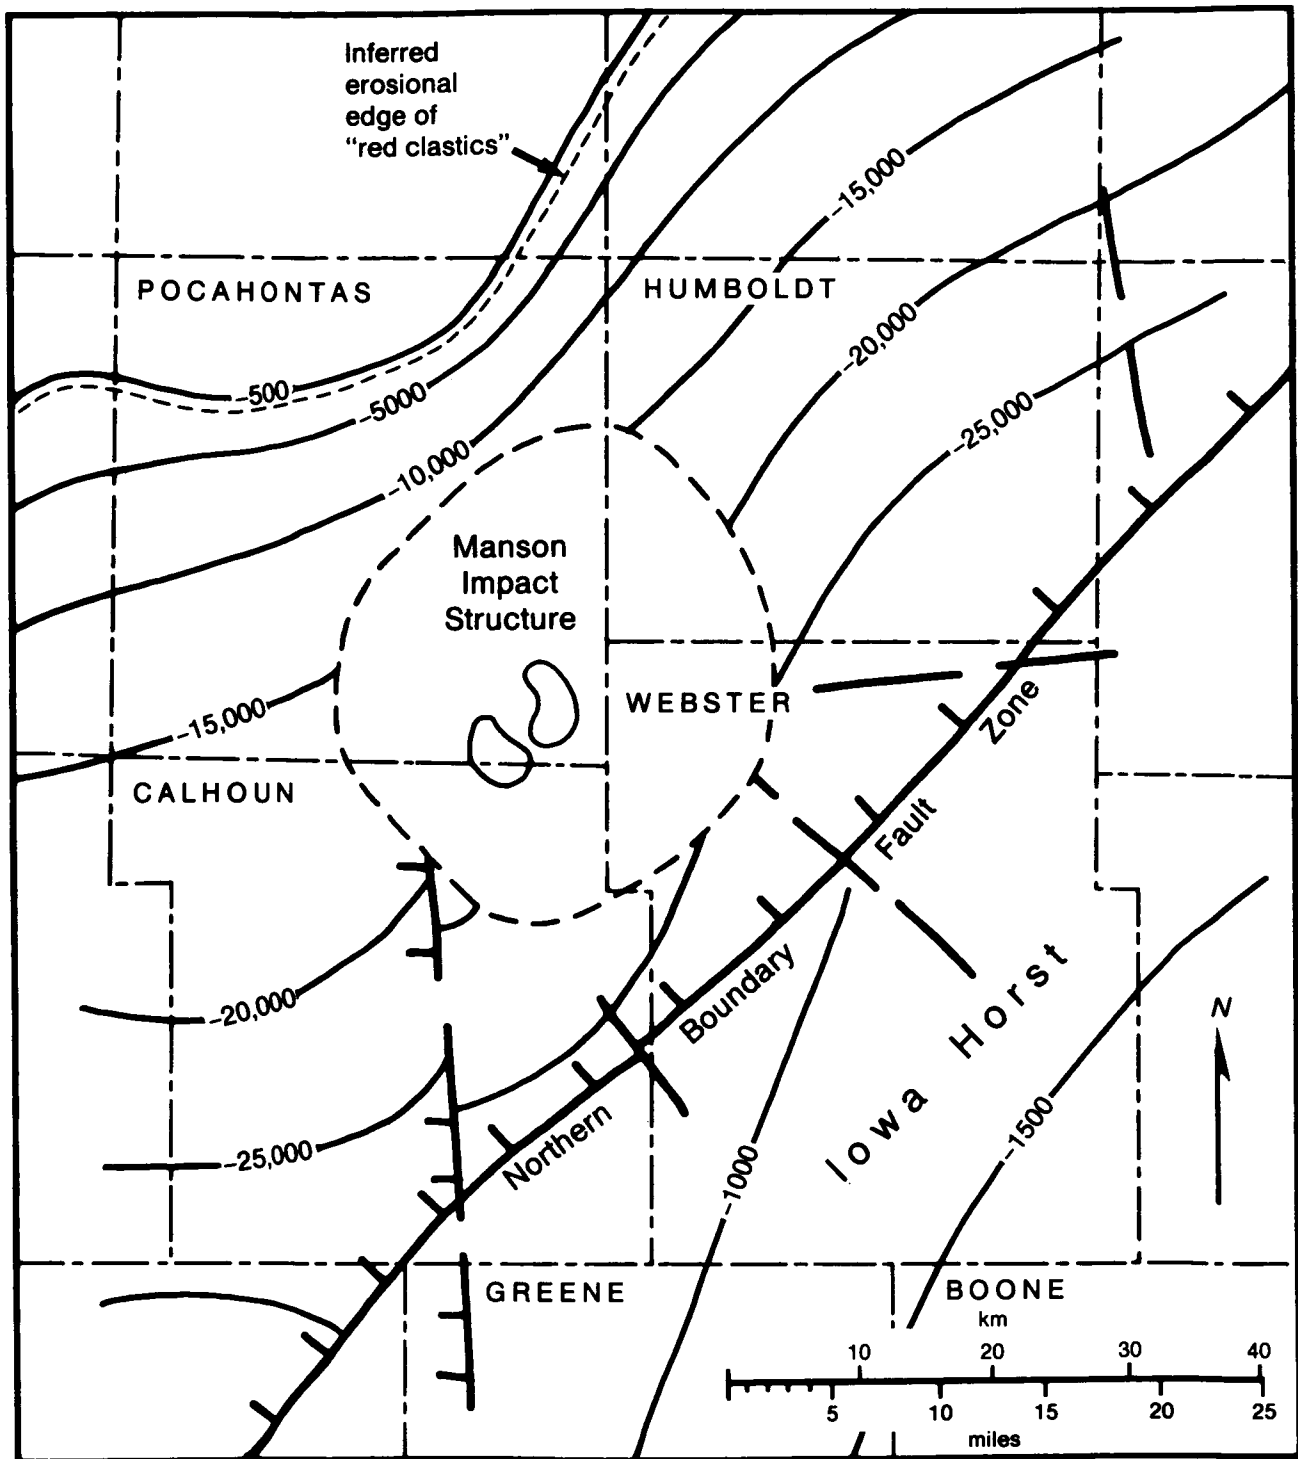 Inferred
erosional
edge of
“red clastics”
-15,000
POCAHONTAS
HUMBOLDT
-20,000
-500
-5000
-25,000
-10,000
Manson
Impact
Structure
WEBSTER
-15,000
Zone
CALHOUN
Fault
-20,000
Boundary
Iowa Horst
N
-25,000
Northern
-1000
-1500
GREENE
BOONE
km
10 20 30 40
5 10 15 20 25
miles